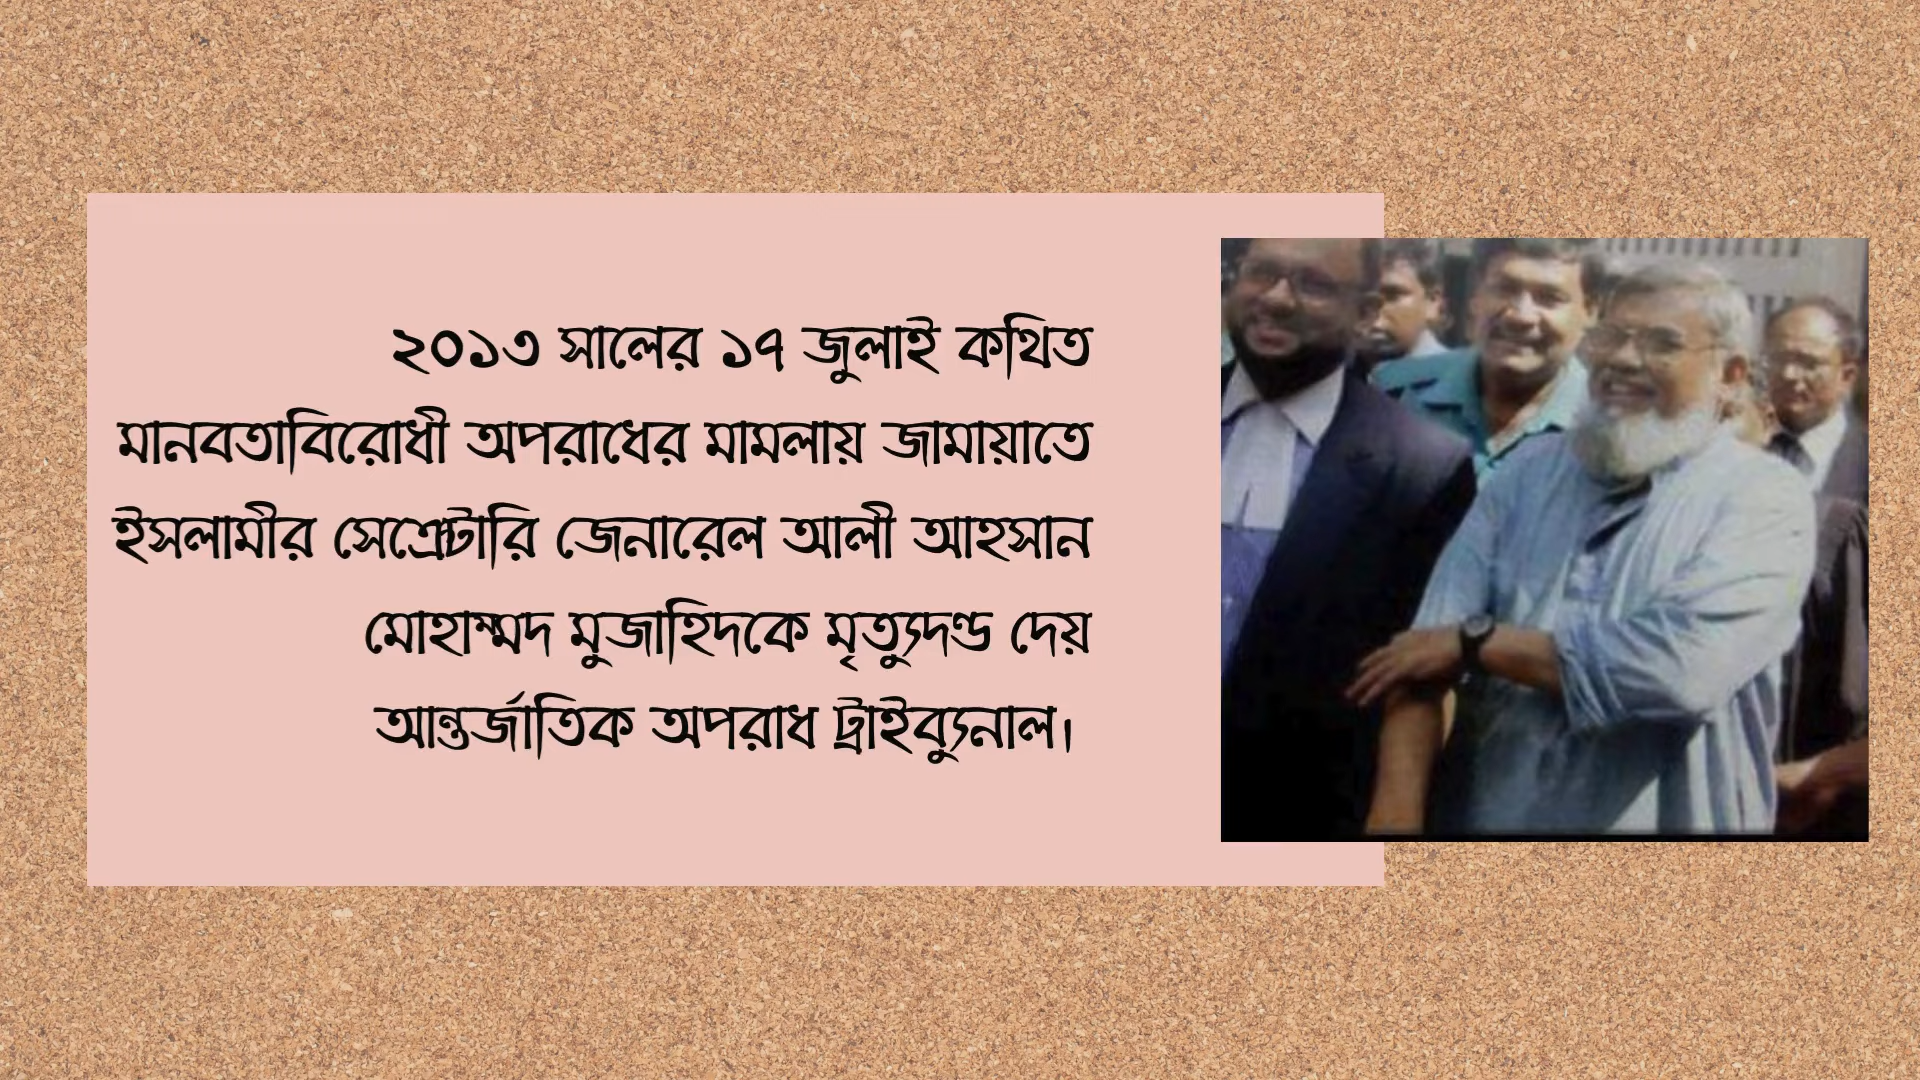 ২০১৩ সালের ১৭ জুলাই কথিত
মানবতাবিরোধী অপরাধের মামলায় জামায়াতে
ইসলামীর সেক্রেটারি জেনারেল আলী আহসান
মোহাম্মদ মুজাহিদকে মৃত্যুদণ্ড দেয়
আন্তর্জাতিক অপরাধ ট্রাইব্যুনাল।